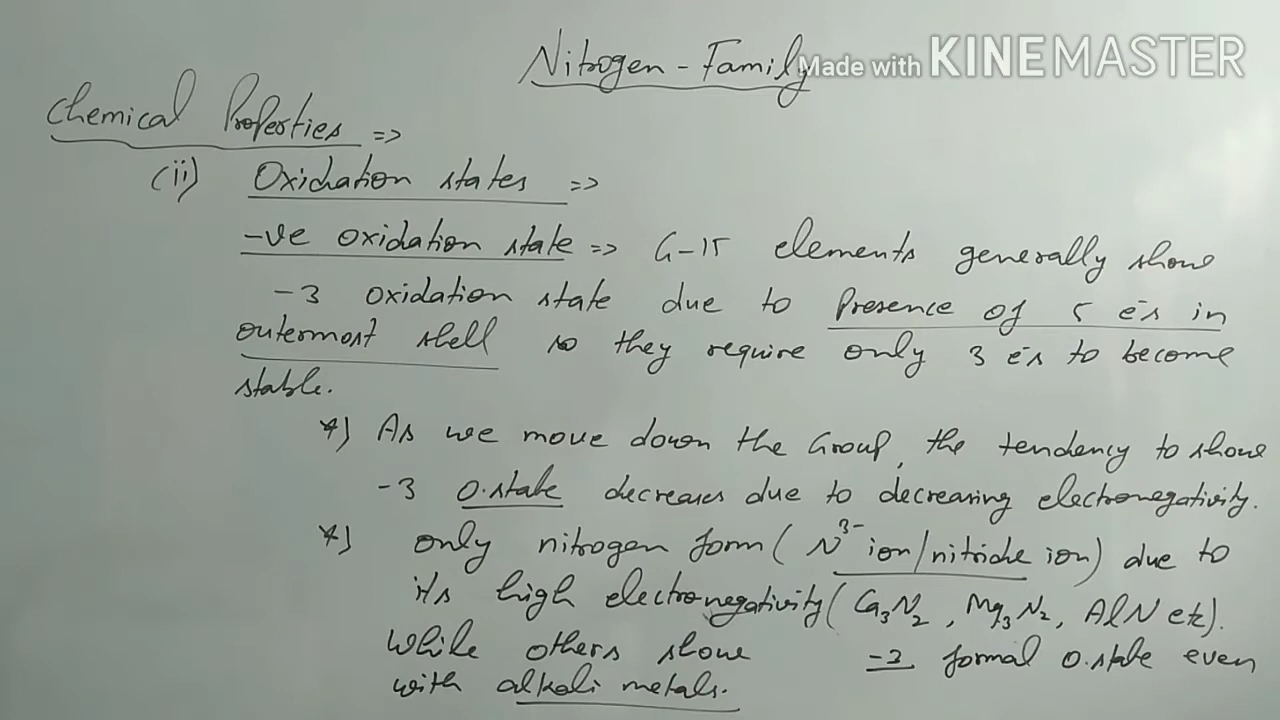 Nitrogen - Family
Made with KINEMASTER
Chemical Properties =>
(ii) Oxidation states =>
-ve oxidation state => G-15 elements generally show
-3 oxidation state due to Presence of 5 e⁻s in
outermost shell so they require only 3 e⁻s to become
stable.
*) As we move down the Group, the tendency to show
-3 O.state decreases due to decreasing electronegativity.
*) only nitrogen form ( N³⁻ ion/nitride ion) due to
its high electronegativity ( Ca₃N₂, Mg₃N₂, AlN etc).
while others show -3 formal O.state even
with alkali metals.